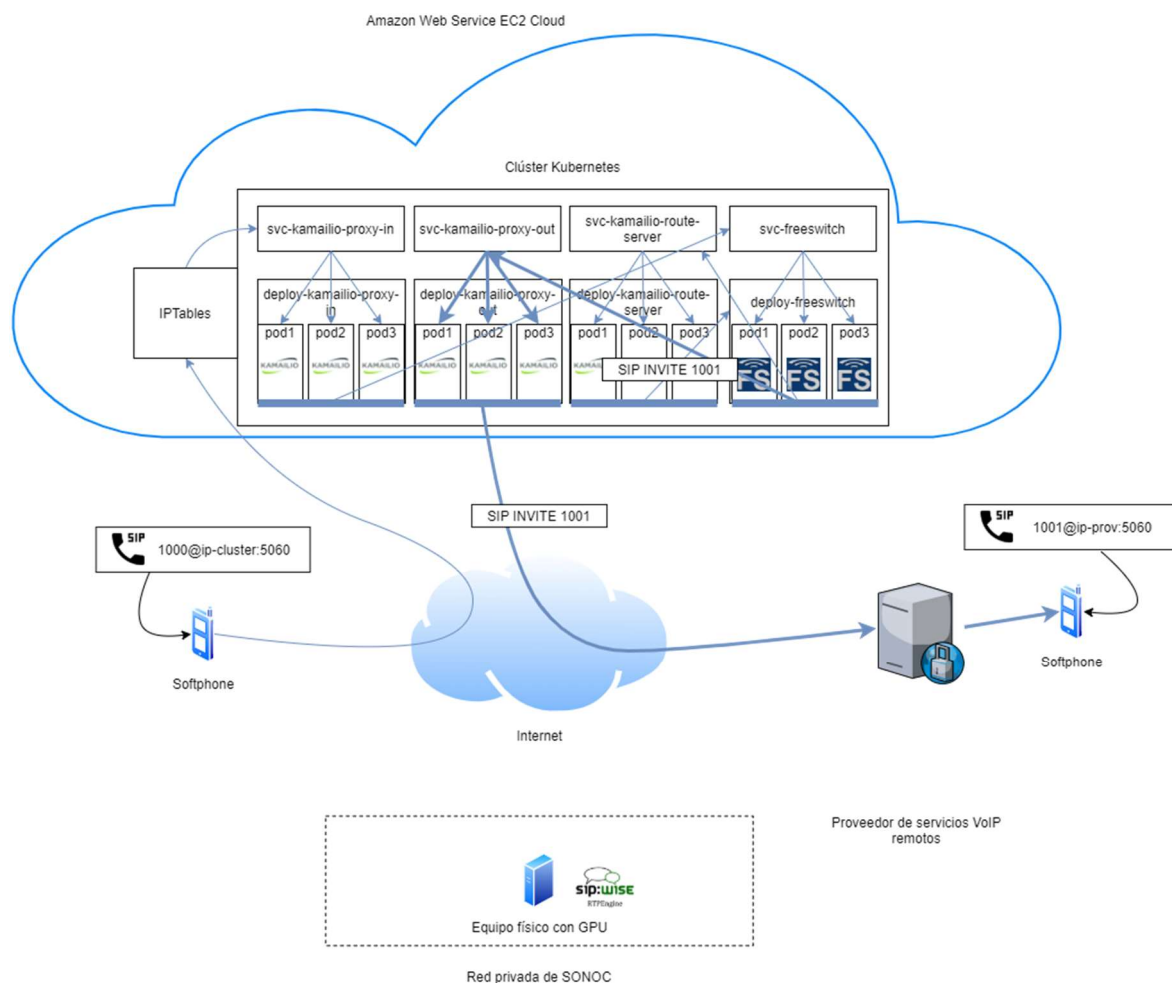 Amazon Web Service EC2 Cloud
Clúster Kubernetes
svc-kamailio-proxy-in
svc-kamailio-proxy-out
svc-kamailio-route-
server
svc-freeswitch
IPTables
deploy-kamailio-proxy-
in
deploy-kamailio-proxy-
out
deploy-kamailio-route-
server
deploy-freeswitch
pod1
pod2
pod3
pod1
pod2
pod3
pod1
pod2
pod3
pod1
pod2
pod3
KAMAILIO
KAMAILIO
KAMAILIO
KAMAILIO
KAMAILIO
KAMAILIO
KAMAILIO
KAMAILIO
KAMAILIO
FS
FS
FS
SIP INVITE 1001
SIP INVITE 1001
SIP
1000@ip-cluster:5060
SIP
1001@ip-prov:5060
Softphone
Softphone
Internet
Proveedor de servicios VoIP
remotos
sip:wise
RTPEngine
Equipo físico con GPU
Red privada de SONOC